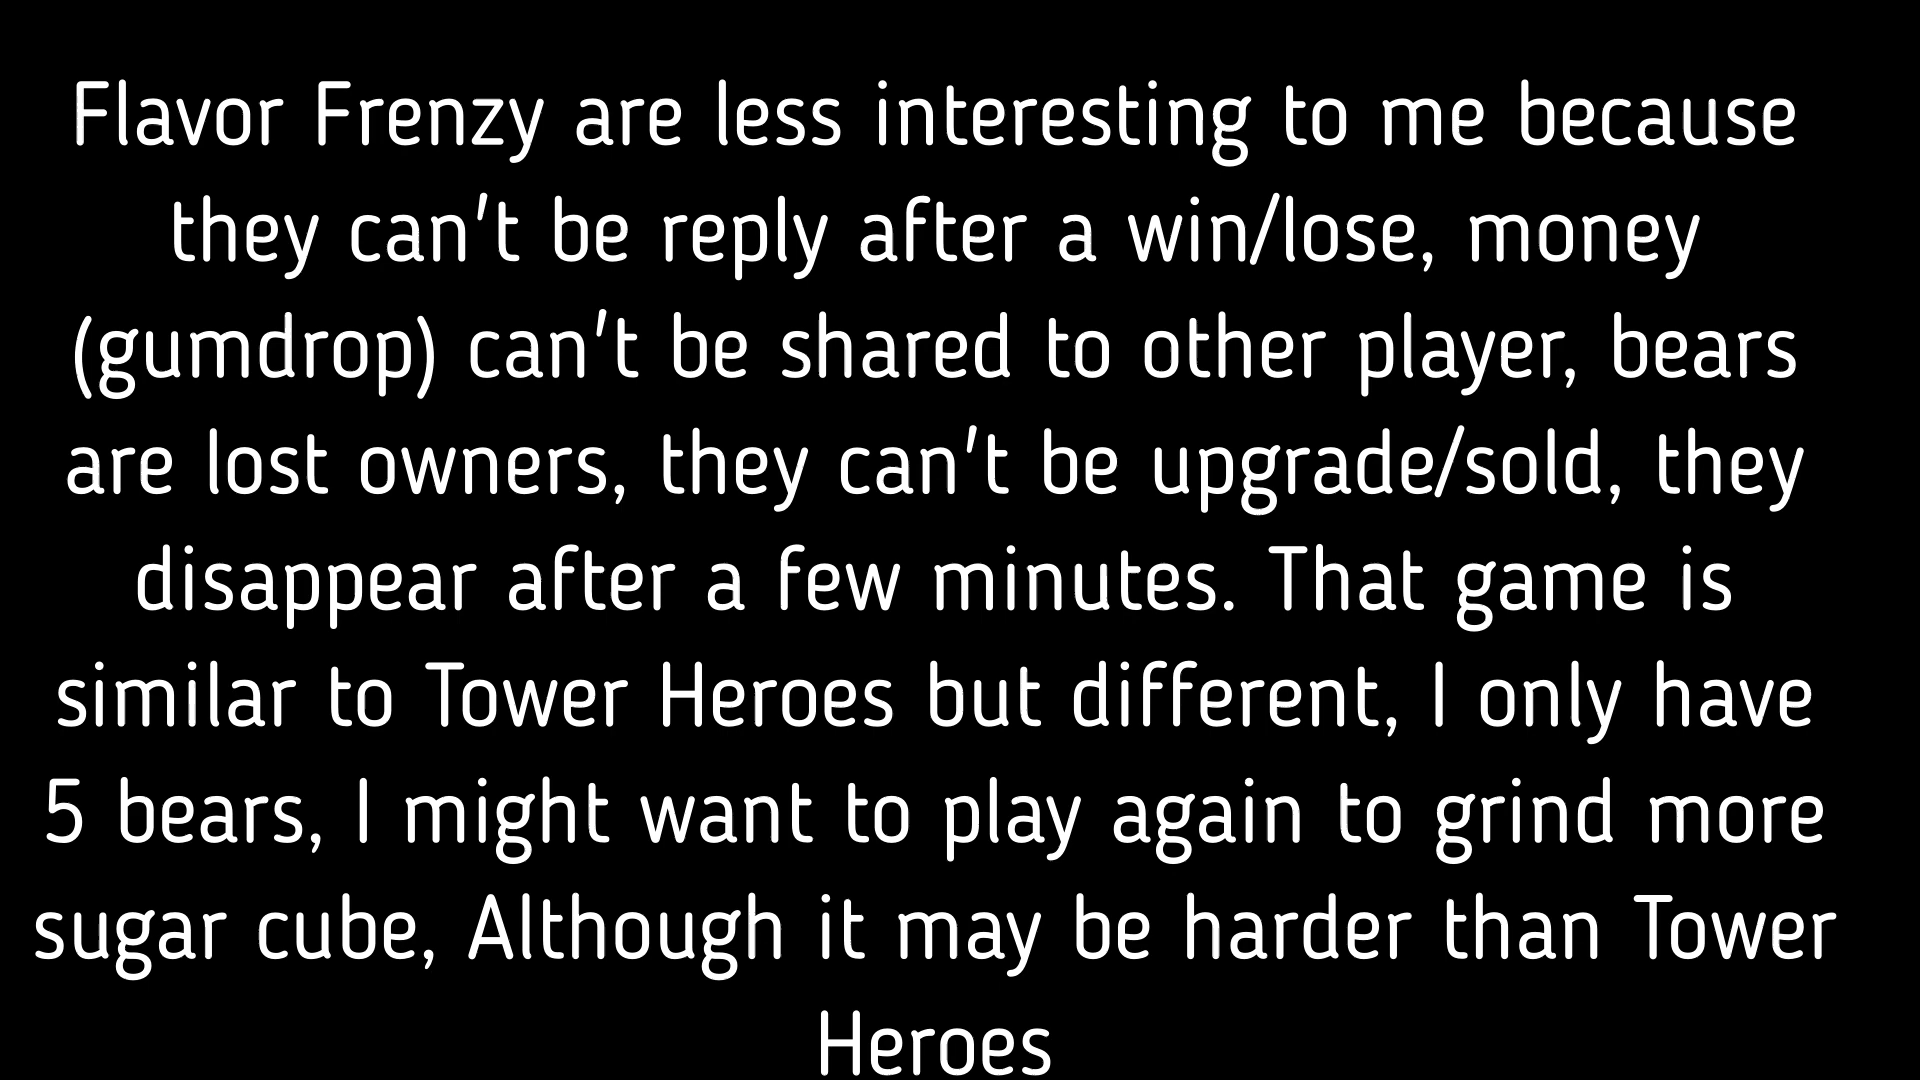 Flavor Frenzy are less interesting to me because
they can't be reply after a win/lose, money
(gumdrop) can't be shared to other player, bears
are lost owners, they can't be upgrade/sold, they
disappear after a few minutes. That game is
similar to Tower Heroes but different, I only have
5 bears, I might want to play again to grind more
sugar cube, Although it may be harder than Tower
Heroes